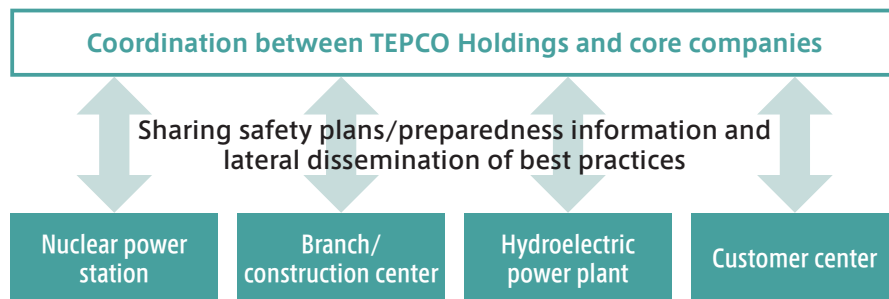 Coordination between TEPCO Holdings and core companies
Sharing safety plans/preparedness information and
lateral dissemination of best practices
Nuclear power
station
Branch/
construction center
Hydroelectric
power plant
Customer center